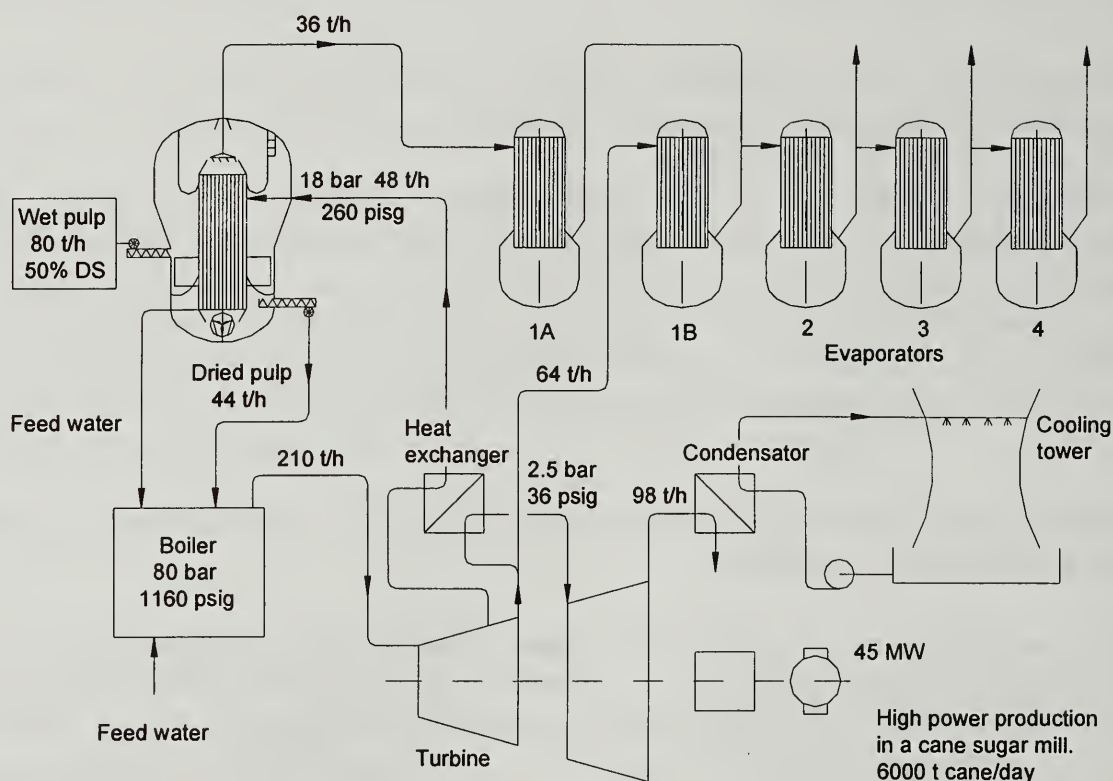 36 t/h
18 bar 48 t/h
260 pisg
Wet pulp
80 t/h
50% DS
Dried pulp
44 t/h
Feed water
1A
1B
2
3
4
Evaporators
64 t/h
Heat
exchanger
2.5 bar
36 psig
98 t/h
Condensator
Cooling
tower
210 t/h
Boiler
80 bar
1160 psig
Feed water
Turbine
45 MW
High power production
in a cane sugar mill.
6000 t cane/day